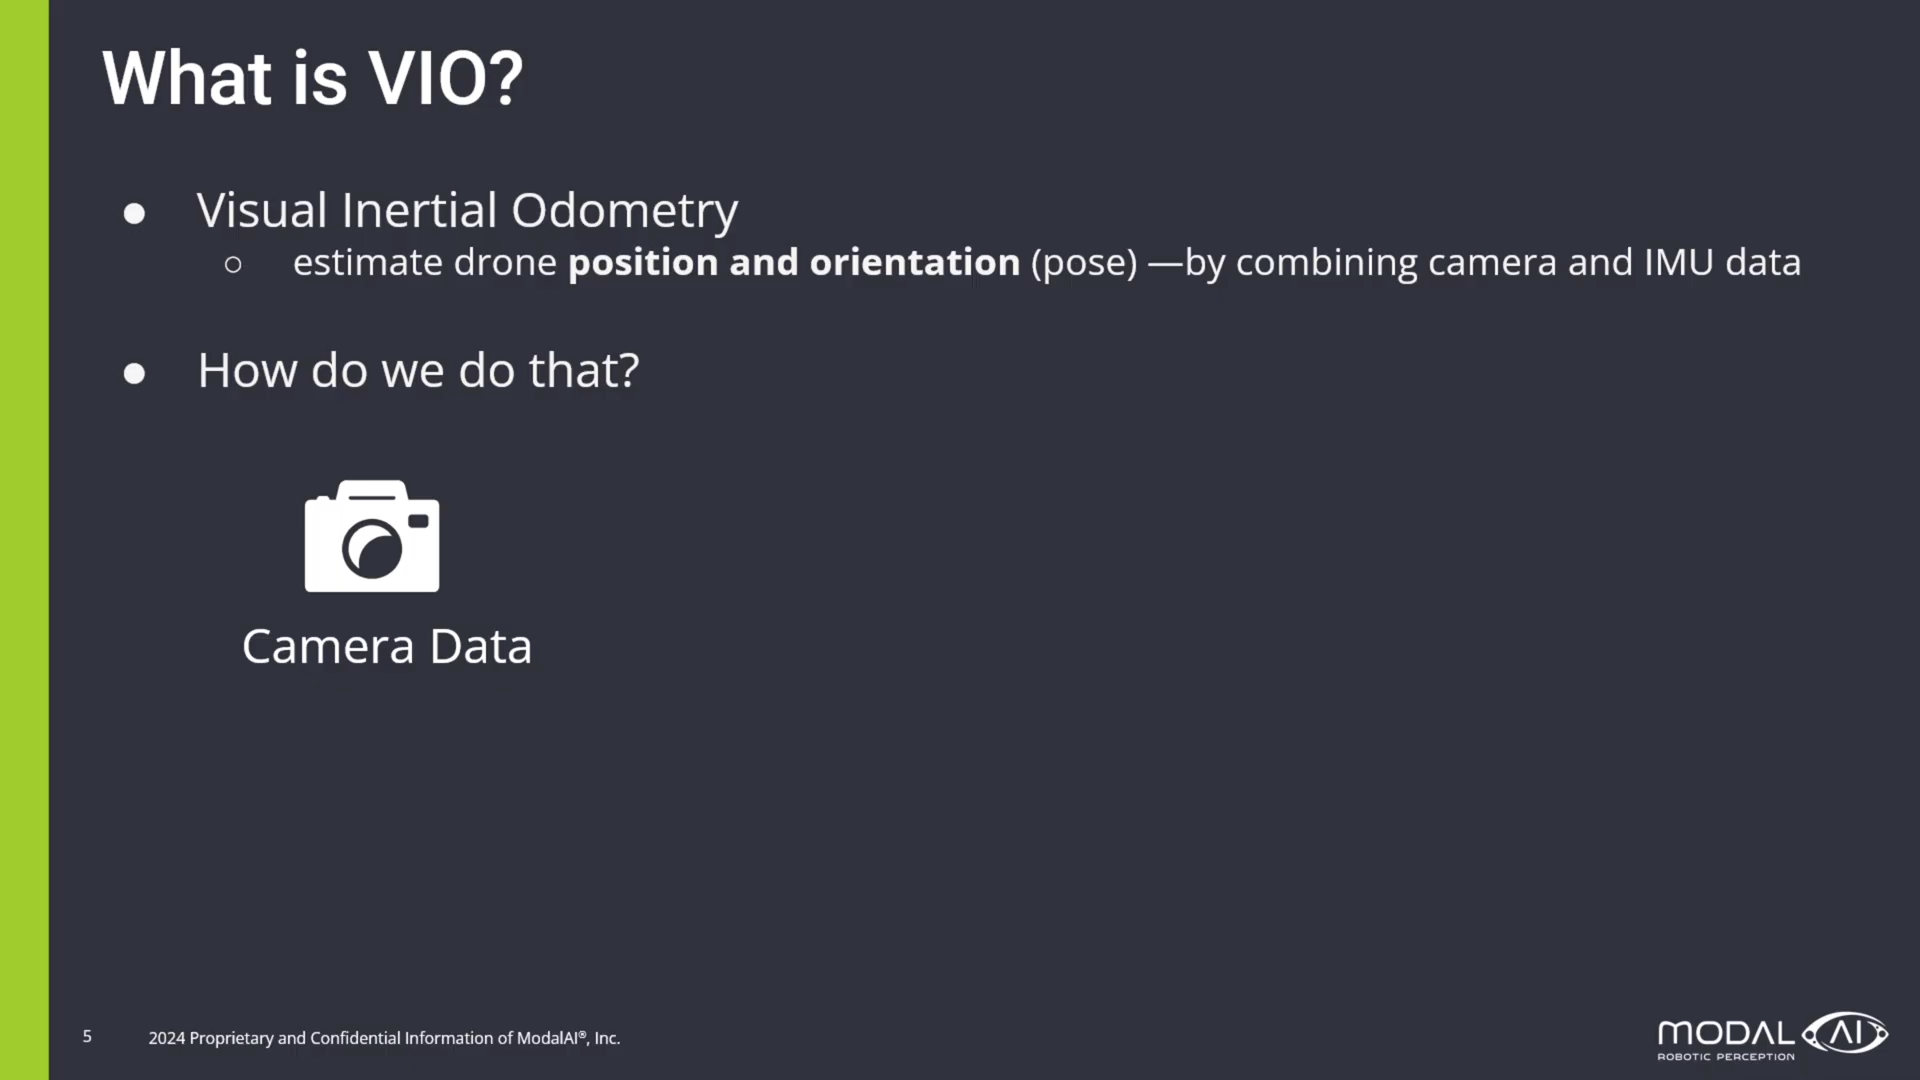 What is VIO?
● Visual Inertial Odometry
○ estimate drone position and orientation (pose) —by combining camera and IMU data
● How do we do that?
Camera Data
5 2024 Proprietary and Confidential Information of ModalAI®, Inc.
MODAL AI
ROBOTIC PERCEPTION